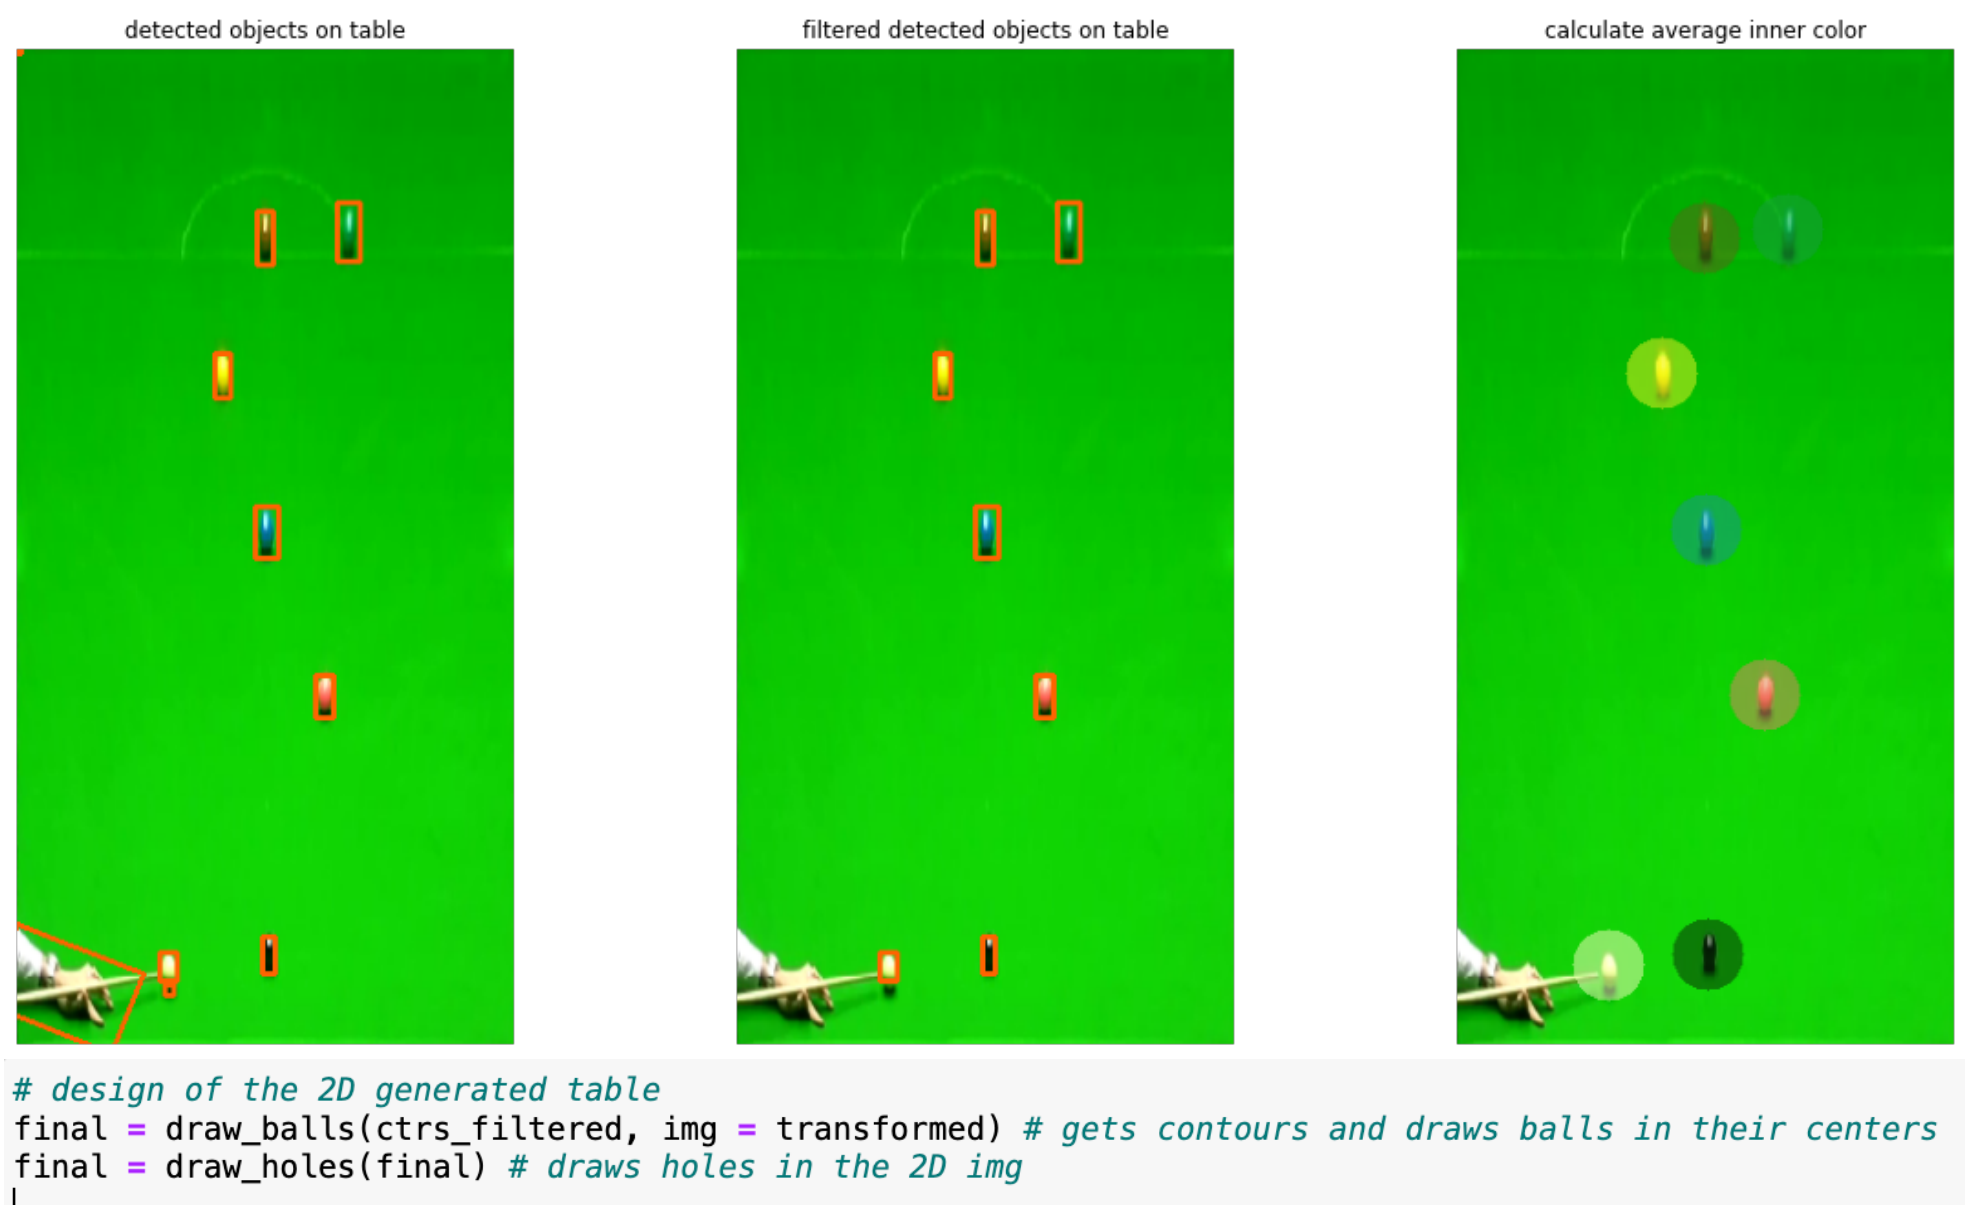 detected objects on table
filtered detected objects on table
calculate average inner color
# design of the 2D generated table
final = draw_balls(ctrs_filtered, img = transformed) # gets contours and draws balls in their centers
final = draw_holes(final) # draws holes in the 2D img